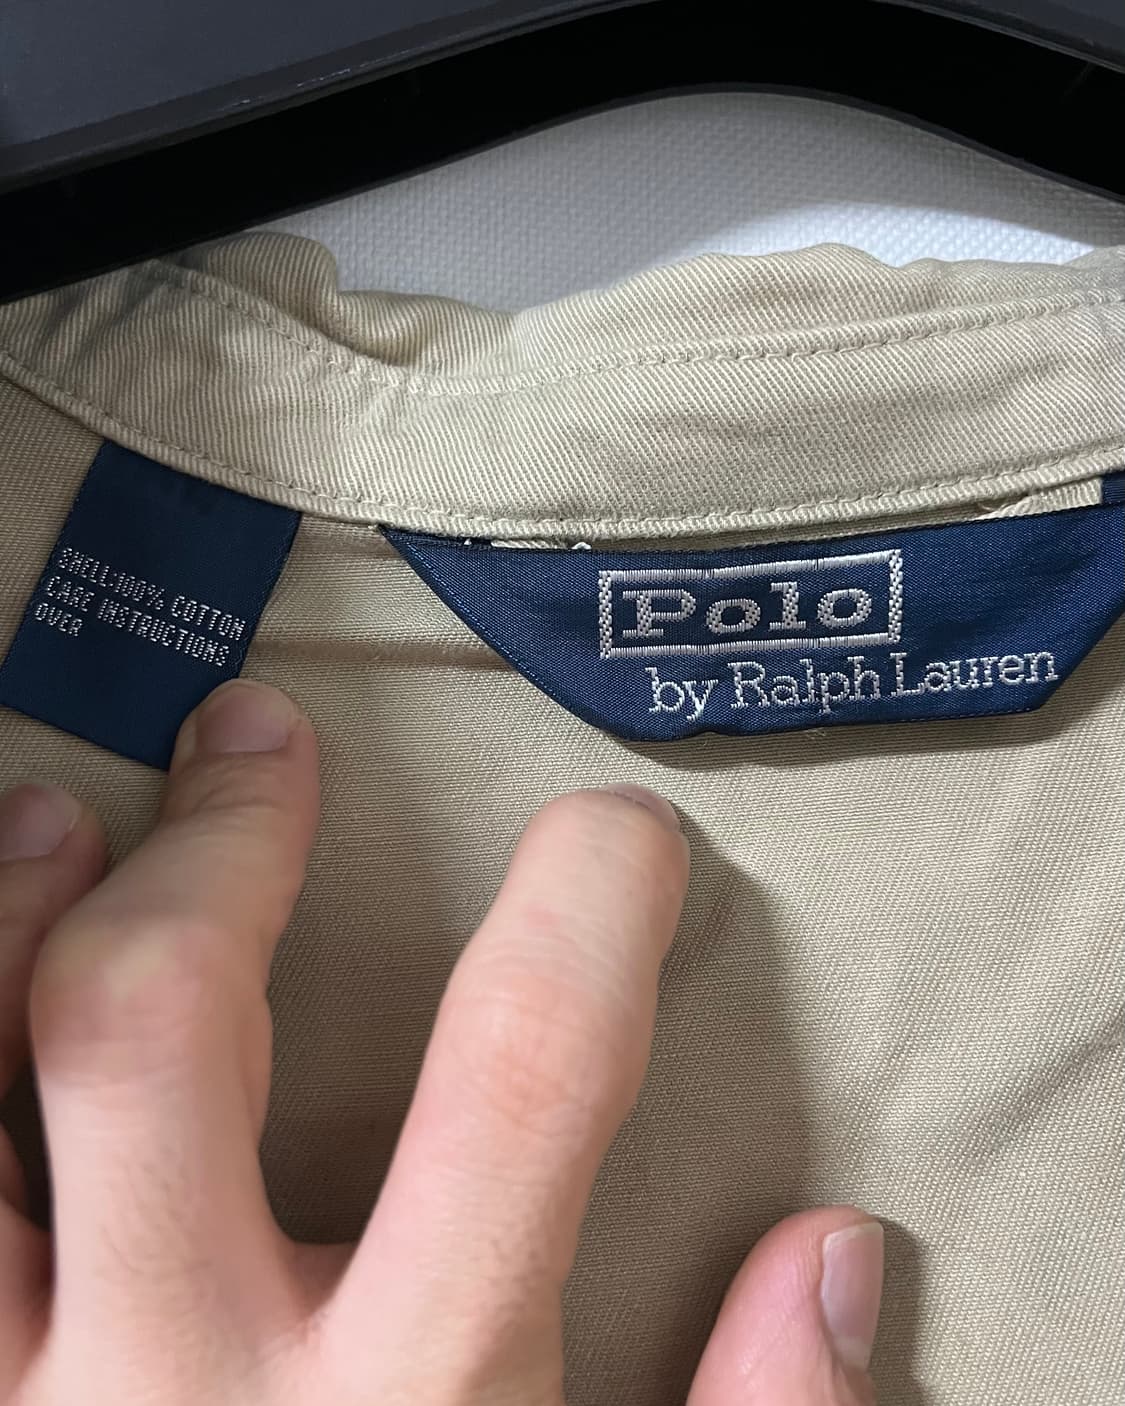 SHELL:100% COTTON
CARE INSTRUCTIONS
OVER
Polo
by Ralph Lauren